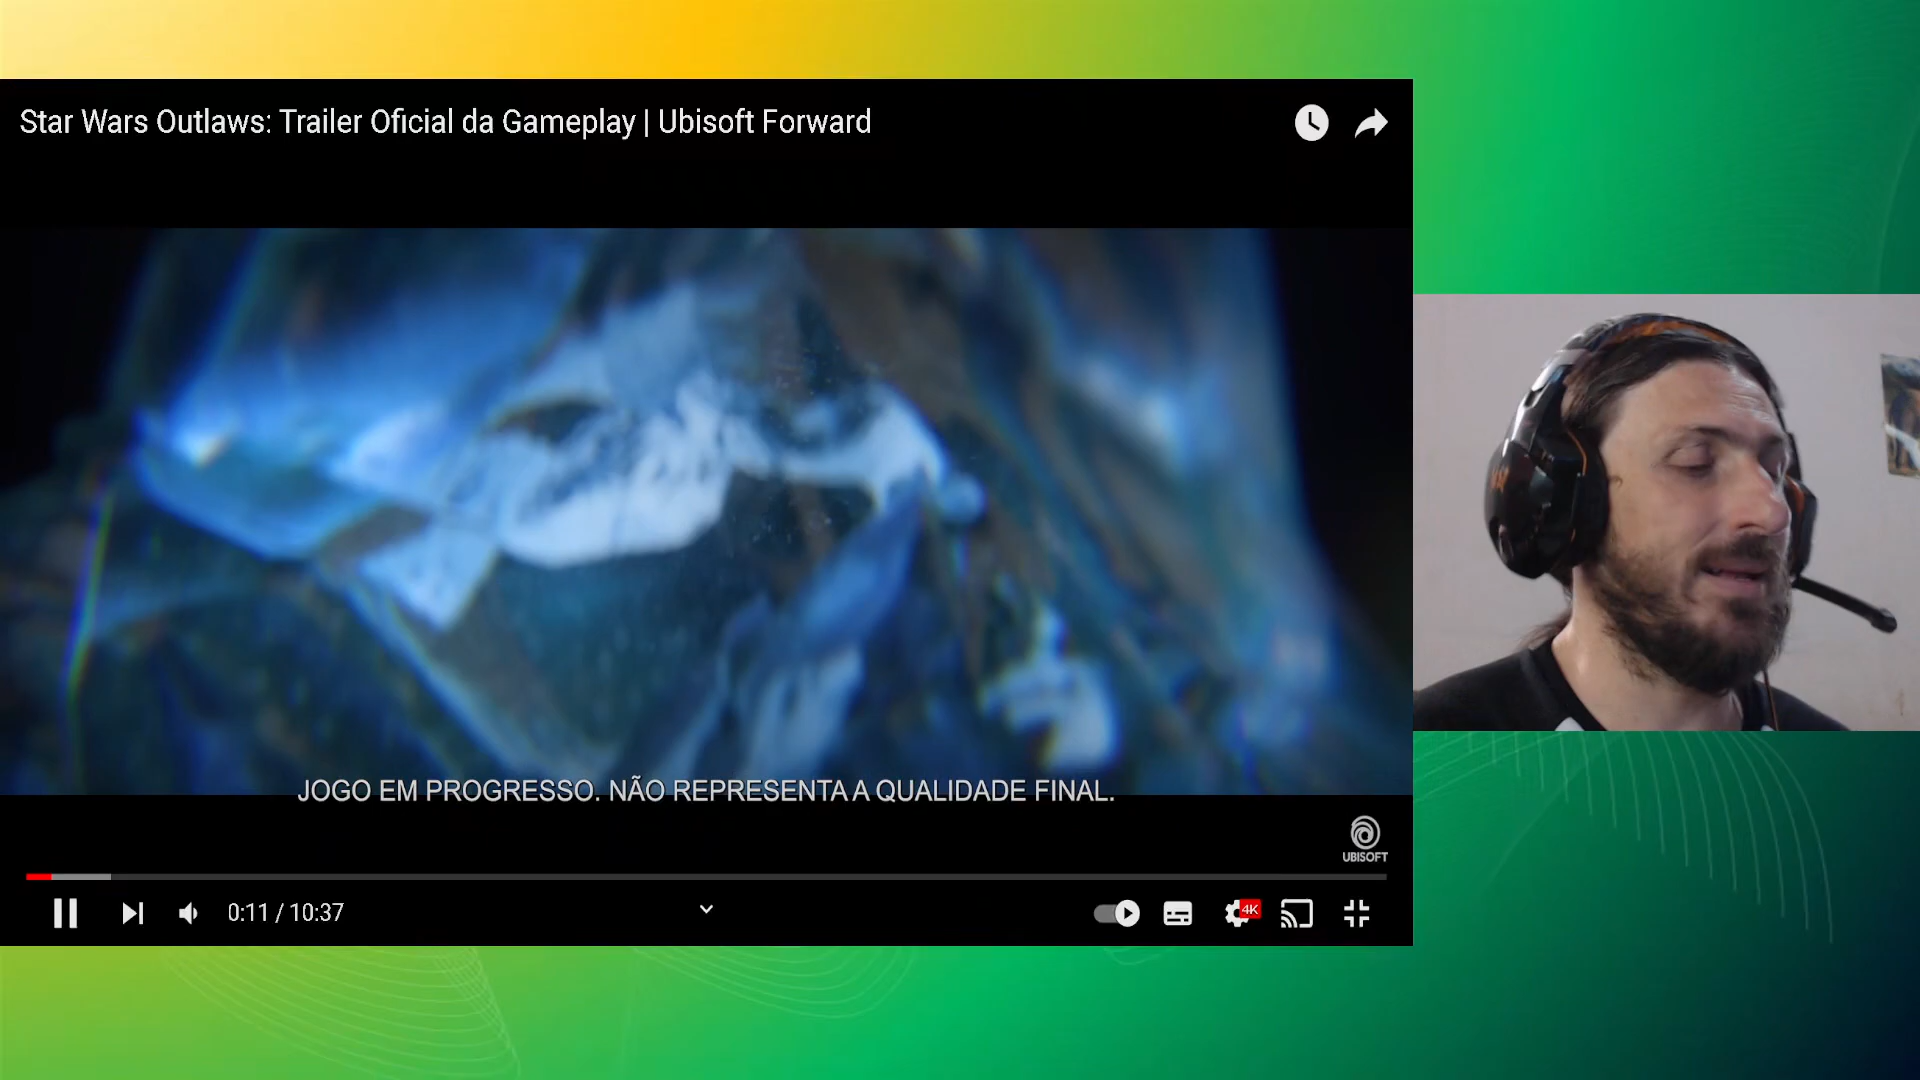 Star Wars Outlaws: Trailer Oficial da Gameplay | Ubisoft Forward
JOGO EM PROGRESSO. NÃO REPRESENTA A QUALIDADE FINAL.
UBISOFT
0:11 / 10:37
4K